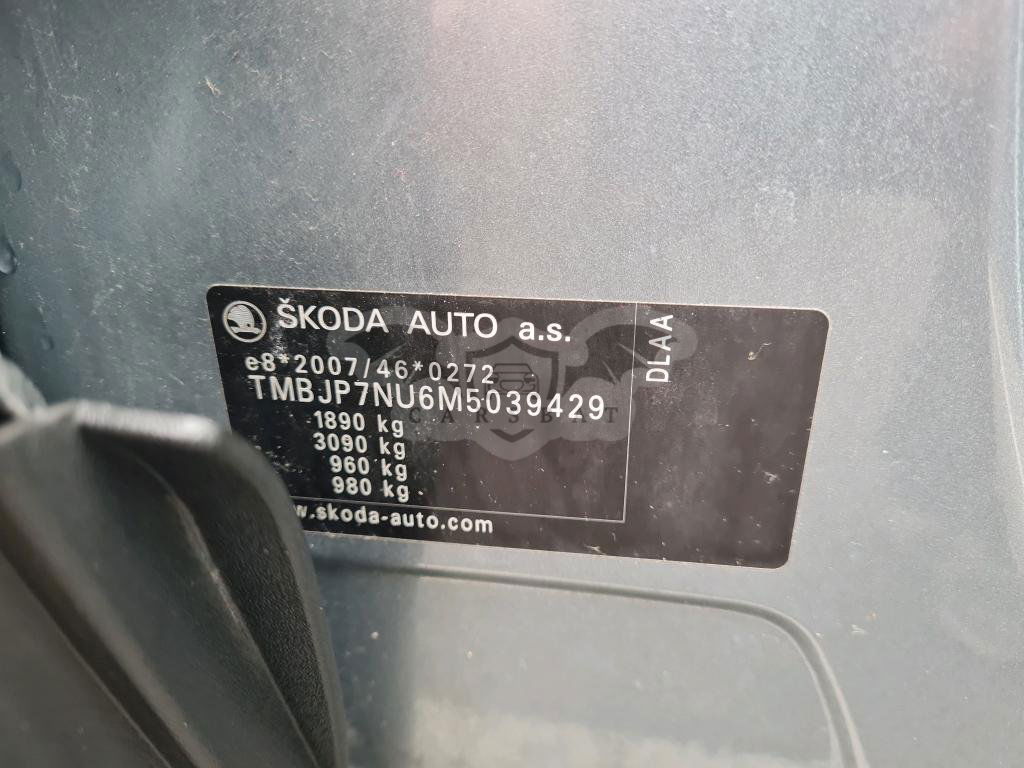 ŠKODA AUTO a.s.
e8*2007/46*0272
TMBJP7NU6M5039429
1890 kg
3090 kg
960 kg
980 kg
w.skoda-auto.com
DLAA
CARSBAT